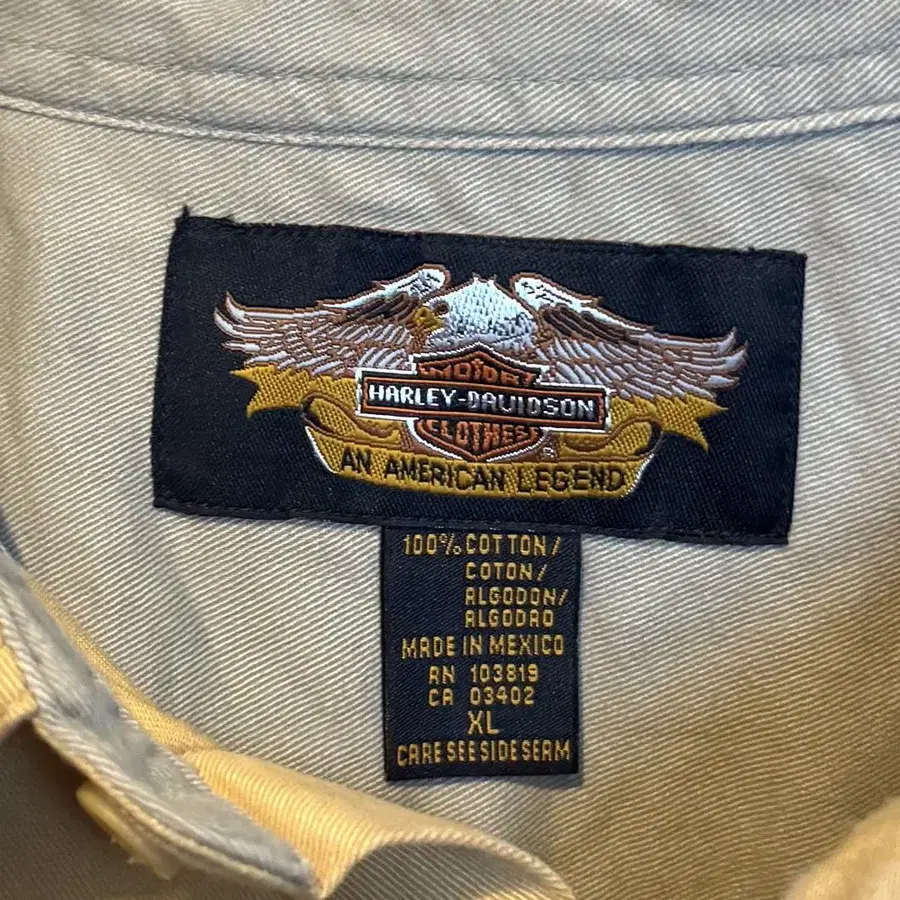 MOTOR
HARLEY-DAVIDSON
CLOTHES
®
AN AMERICAN LEGEND
100% COTTON/
COTON/
ALGODON/
ALGODAO
MADE IN MEXICO
RN 103819
CA 03402
XL
CARE SEE SIDE SEAM